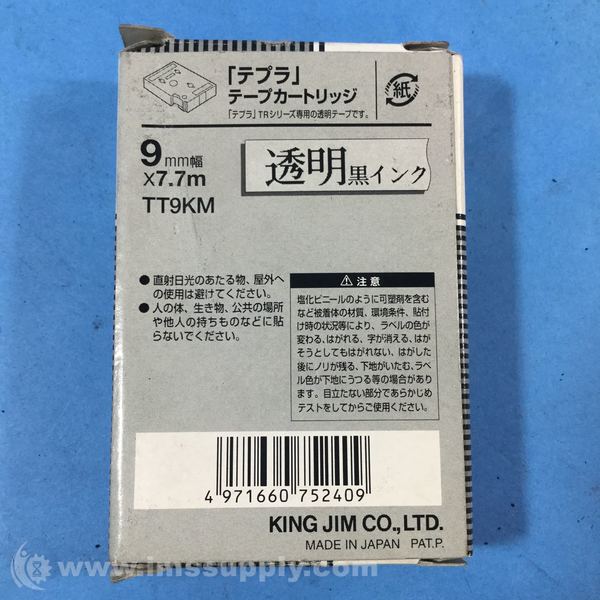 「テプラ」
テープカートリッジ
「テプラ」TRシリーズ専用の透明テープです。
紙
9mm幅
X7.7m
TT9KM
透明黒インク
●直射日光のあたる物、屋外へ
の使用は避けてください。
●人の体、生き物、公共の場所
や他人の持ちものなどに貼
らないでください。
⚠注意
塩化ビニールのように可塑剤を含む
など被着体の材質、環境条件、貼付
け時の状況等により、ラベルの色が
変わる、はがれる、字が消える、はが
そうとしてもはがれない、はがした
後にノリが残る、下地がいたむ、ラベ
ル色が下地にうつる等の場合があり
ます。目立たない部分であらかじめ
テストをしてからご使用ください。
4 971660 752409
KING JIM CO.,LTD.
MADE IN JAPAN PAT.P.
© www.imssupply.com